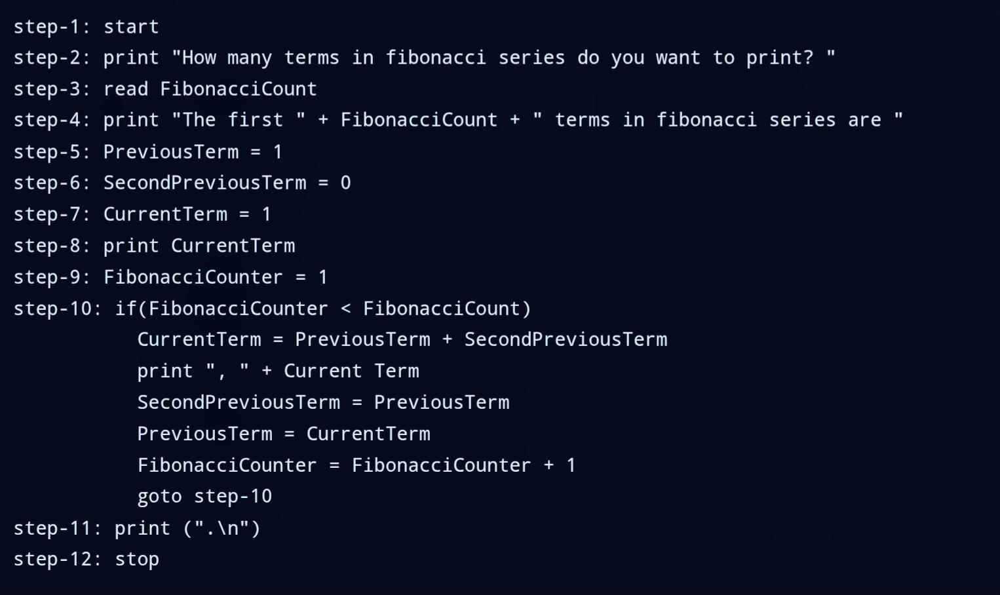 step-1: start
step-2: print "How many terms in fibonacci series do you want to print? "
step-3: read FibonacciCount
step-4: print "The first " + FibonacciCount + " terms in fibonacci series are "
step-5: PreviousTerm = 1
step-6: SecondPreviousTerm = 0
step-7: CurrentTerm = 1
step-8: print CurrentTerm
step-9: FibonacciCounter = 1
step-10: if(FibonacciCounter < FibonacciCount)
CurrentTerm = PreviousTerm + SecondPreviousTerm
print ", " + Current Term
SecondPreviousTerm = PreviousTerm
PreviousTerm = CurrentTerm
FibonacciCounter = FibonacciCounter + 1
goto step-10
step-11: print (".\n")
step-12: stop